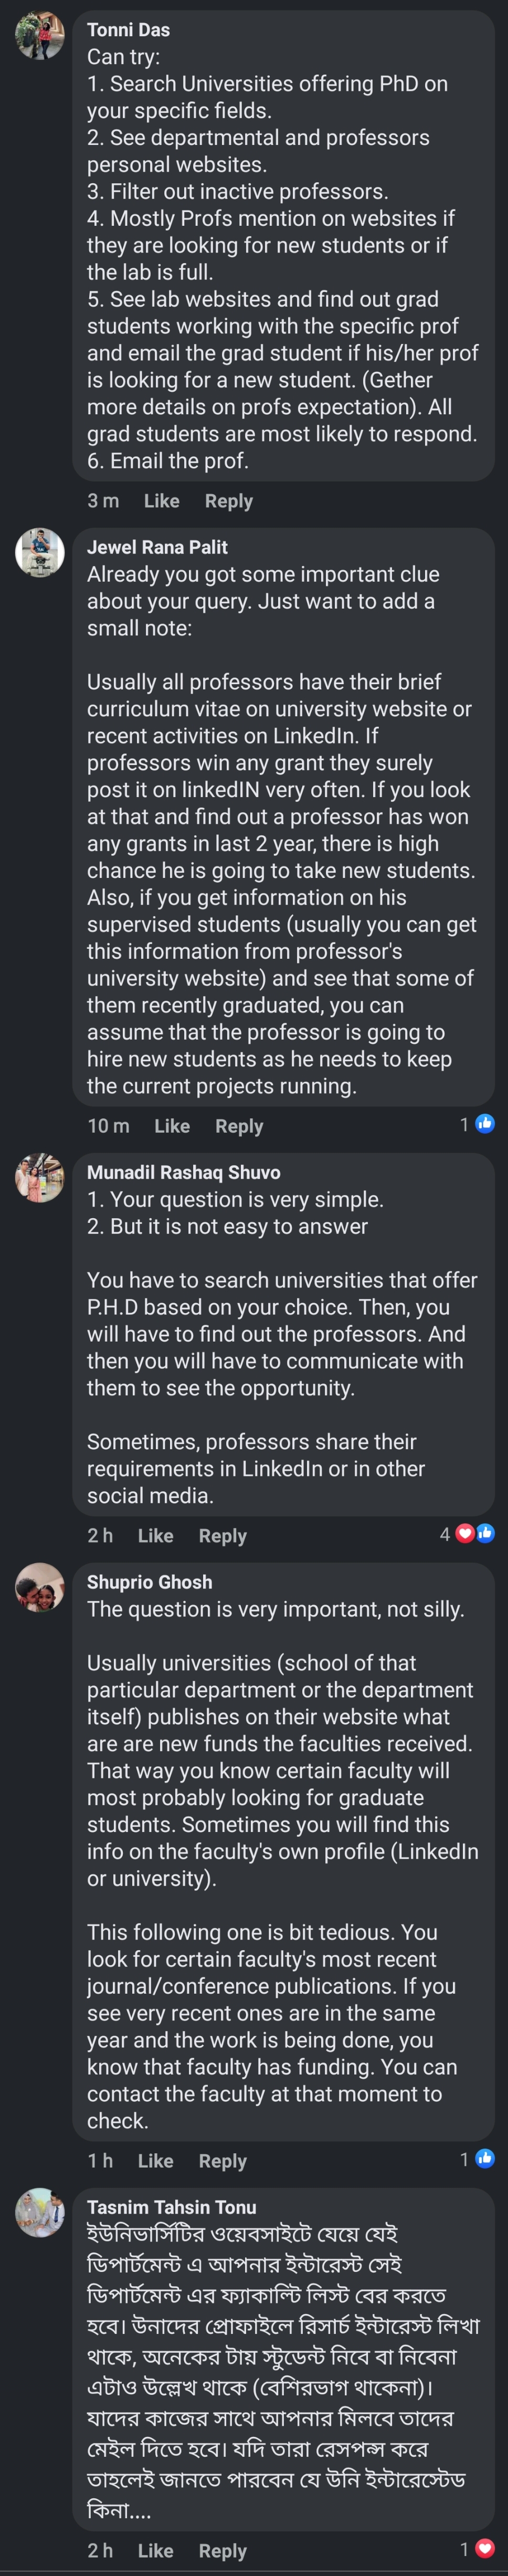 Tonni Das
Can try:
1. Search Universities offering PhD on
your specific fields.
2. See departmental and professors
personal websites.
3. Filter out inactive professors.
4. Mostly Profs mention on websites if
they are looking for new students or if
the lab is full.
5. See lab websites and find out grad
students working with the specific prof
and email the grad student if his/her prof
is looking for a new student. (Gether
more details on profs expectation). All
grad students are most likely to respond.
6. Email the prof.
3 m Like Reply
Jewel Rana Palit
Already you got some important clue
about your query. Just want to add a
small note:
Usually all professors have their brief
curriculum vitae on university website or
recent activities on LinkedIn. If
professors win any grant they surely
post it on linkedIN very often. If you look
at that and find out a professor has won
any grants in last 2 year, there is high
chance he is going to take new students.
Also, if you get information on his
supervised students (usually you can get
this information from professor's
university website) and see that some of
them recently graduated, you can
assume that the professor is going to
hire new students as he needs to keep
the current projects running.
10 m Like Reply 1
Munadil Rashaq Shuvo
1. Your question is very simple.
2. But it is not easy to answer
You have to search universities that offer
P.H.D based on your choice. Then, you
will have to find out the professors. And
then you will have to communicate with
them to see the opportunity.
Sometimes, professors share their
requirements in LinkedIn or in other
social media.
2 h Like Reply 4
Shuprio Ghosh
The question is very important, not silly.
Usually universities (school of that
particular department or the department
itself) publishes on their website what
are are new funds the faculties received.
That way you know certain faculty will
most probably looking for graduate
students. Sometimes you will find this
info on the faculty's own profile (LinkedIn
or university).
This following one is bit tedious. You
look for certain faculty's most recent
journal/conference publications. If you
see very recent ones are in the same
year and the work is being done, you
know that faculty has funding. You can
contact the faculty at that moment to
check.
1 h Like Reply 1
Tasnim Tahsin Tonu
ইউনিভার্সিটির ওয়েবসাইটে যেয়ে যেই
ডিপার্টমেন্ট এ আপনার ইন্টারেস্ট সেই
ডিপার্টমেন্ট এর ফ্যাকাল্টি লিস্ট বের করতে
হবে। উনাদের প্রোফাইলে রিসার্চ ইন্টারেস্ট লিখা
থাকে, অনেকের টায় স্টুডেন্ট নিবে বা নিবেনা
এটাও উল্লেখ থাকে (বেশিরভাগ থাকেনা)।
যাদের কাজের সাথে আপনার মিলবে তাদের
মেইল দিতে হবে। যদি তারা রেসপন্স করে
তাহলেই জানতে পারবেন যে উনি ইন্টারেস্টেড
কিনা....
2 h Like Reply 1